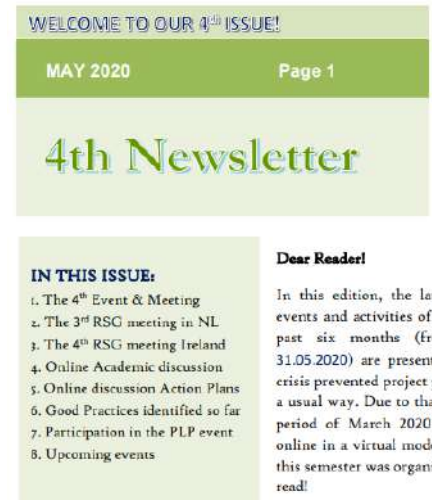 WELCOME TO OUR 4th ISSUE!
MAY 2020 Page 1
4th Newsletter
IN THIS ISSUE:
1. The 4th Event & Meeting
2. The 3rd RSG meeting in NL
3. The 4th RSG meeting Ireland
4. Online Academic discussion
5. Online discussion Action Plans
6. Good Practices identified so far
7. Participation in the PLP event
8. Upcoming events
Dear Reader!
In this edition, the la
events and activities of
past six months (fr
31.05.2020) are present
crisis prevented project
a usual way. Due to tha
period of March 2020
online in a virtual mod
this semester was organ
read!